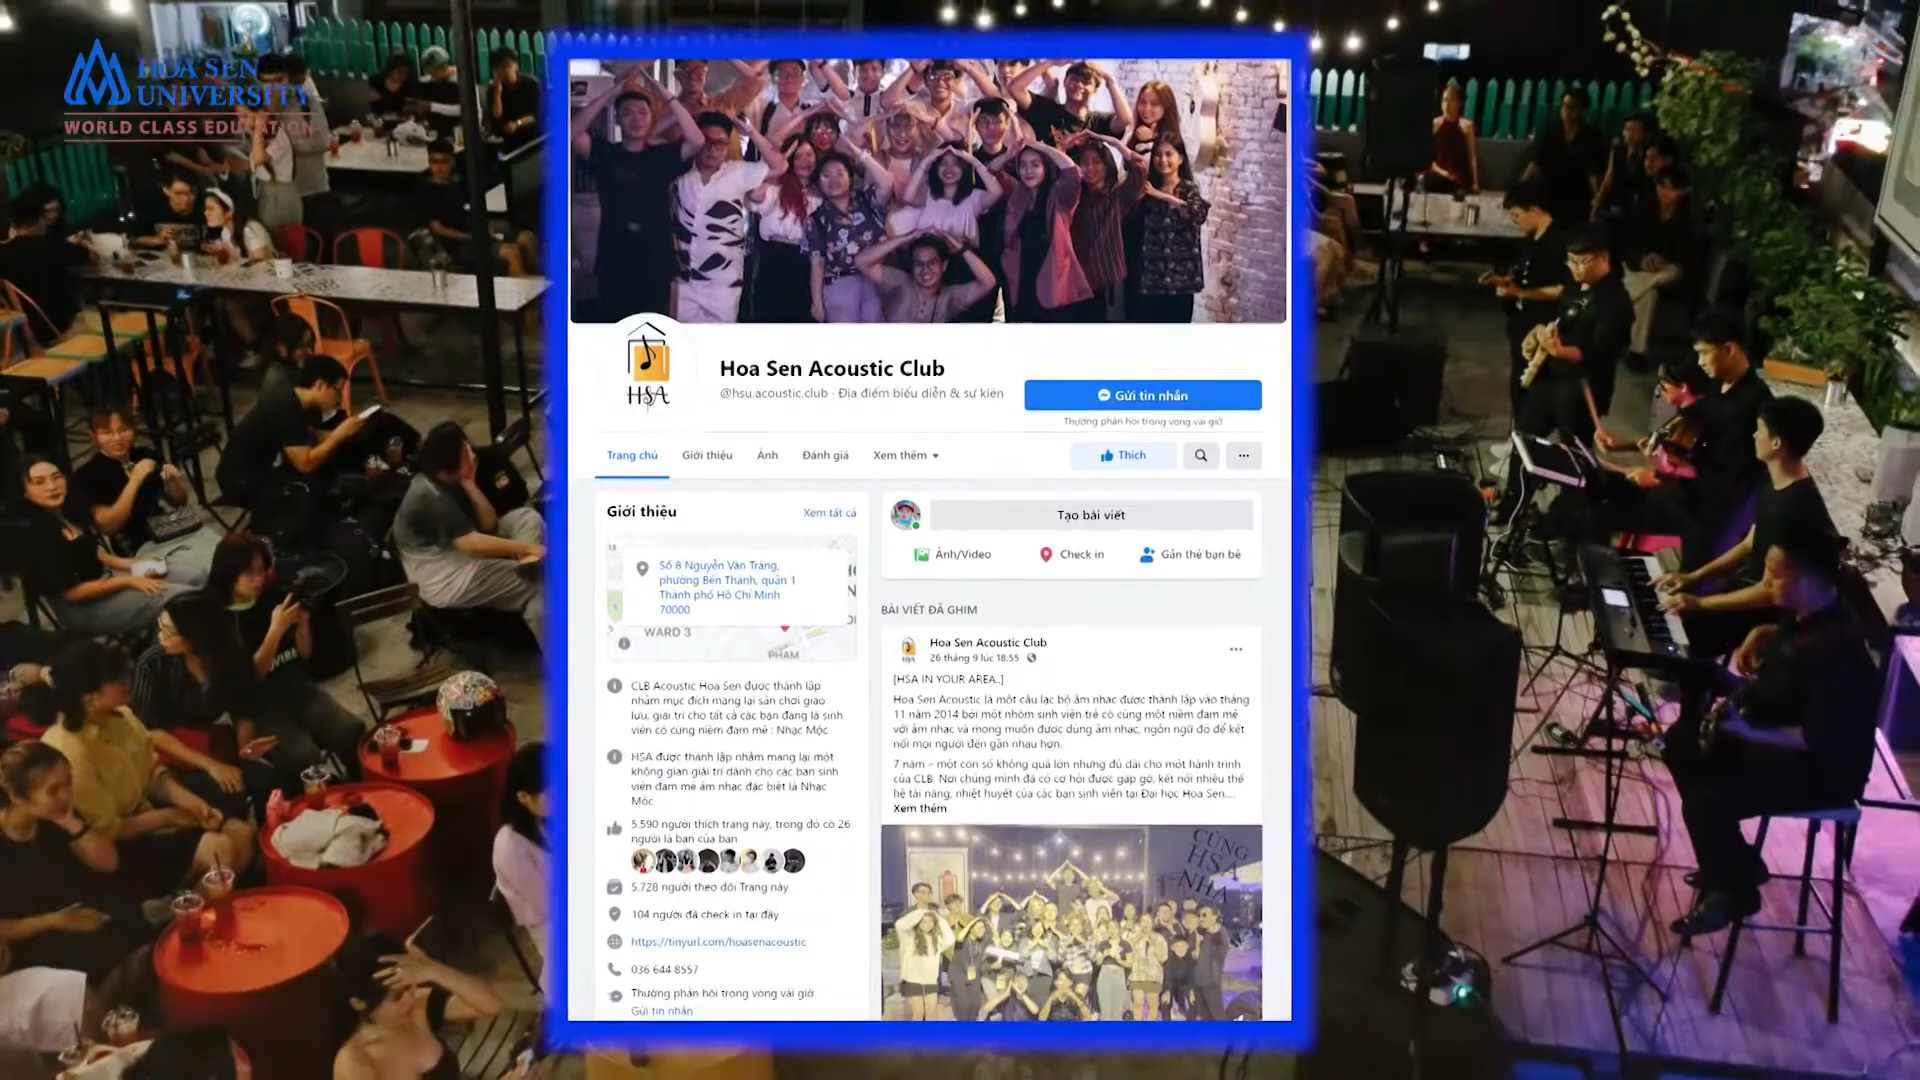 HOA SEN
UNIVERSITY
WORLD CLASS EDUCATION
HSA
Hoa Sen Acoustic Club
@hsu.acoustic.club · Địa điểm biểu diễn & sự kiện
Gửi tin nhắn
Thường phản hồi trong vòng vài giờ
Trang chủ
Giới thiệu
Ảnh
Đánh giá
Xem thêm
Thích
Giới thiệu
Xem tất cả
Số 8 Nguyễn Văn Tráng,
phường Bến Thành, quận 1
Thành phố Hồ Chí Minh
70000
WARD 3
PHAM
CLB Acoustic Hoa Sen được thành lập
nhằm mục đích mang lại sân chơi giao
lưu, giải trí cho tất cả các bạn đang là sinh
viên có cùng niềm đam mê : Nhạc Mộc
HSA được thành lập nhằm mang lại một
không gian giải trí dành cho các bạn sinh
viên đam mê âm nhạc đặc biệt là Nhạc
Mộc
5.590 người thích trang này, trong đó có 26
người là bạn của bạn
5.728 người theo dõi Trang này
104 người đã check in tại đây
https://tinyurl.com/hoasenacoustic
036 644 8557
Thường phản hồi trong vòng vài giờ
Gửi tin nhắn
Tạo bài viết
Ảnh/Video
Check in
Gắn thẻ bạn bè
BÀI VIẾT ĐÃ GHIM
Hoa Sen Acoustic Club
26 tháng 9 lúc 18:55
[HSA IN YOUR AREA..]
Hoa Sen Acoustic là một câu lạc bộ âm nhạc được thành lập vào tháng
11 năm 2014 bởi một nhóm sinh viên trẻ có cùng một niềm đam mê
với âm nhạc và mong muốn được dùng âm nhạc, ngôn ngữ đó để kết
nối mọi người đến gần nhau hơn.
7 năm – một con số không quá lớn nhưng đủ dài cho một hành trình
của CLB. Nơi chúng mình đã có cơ hội được gặp gỡ, kết nối nhiều thế
hệ tài năng, nhiệt huyết của các bạn sinh viên tại Đại học Hoa Sen....
Xem thêm
CÙNG
HSA
NHA